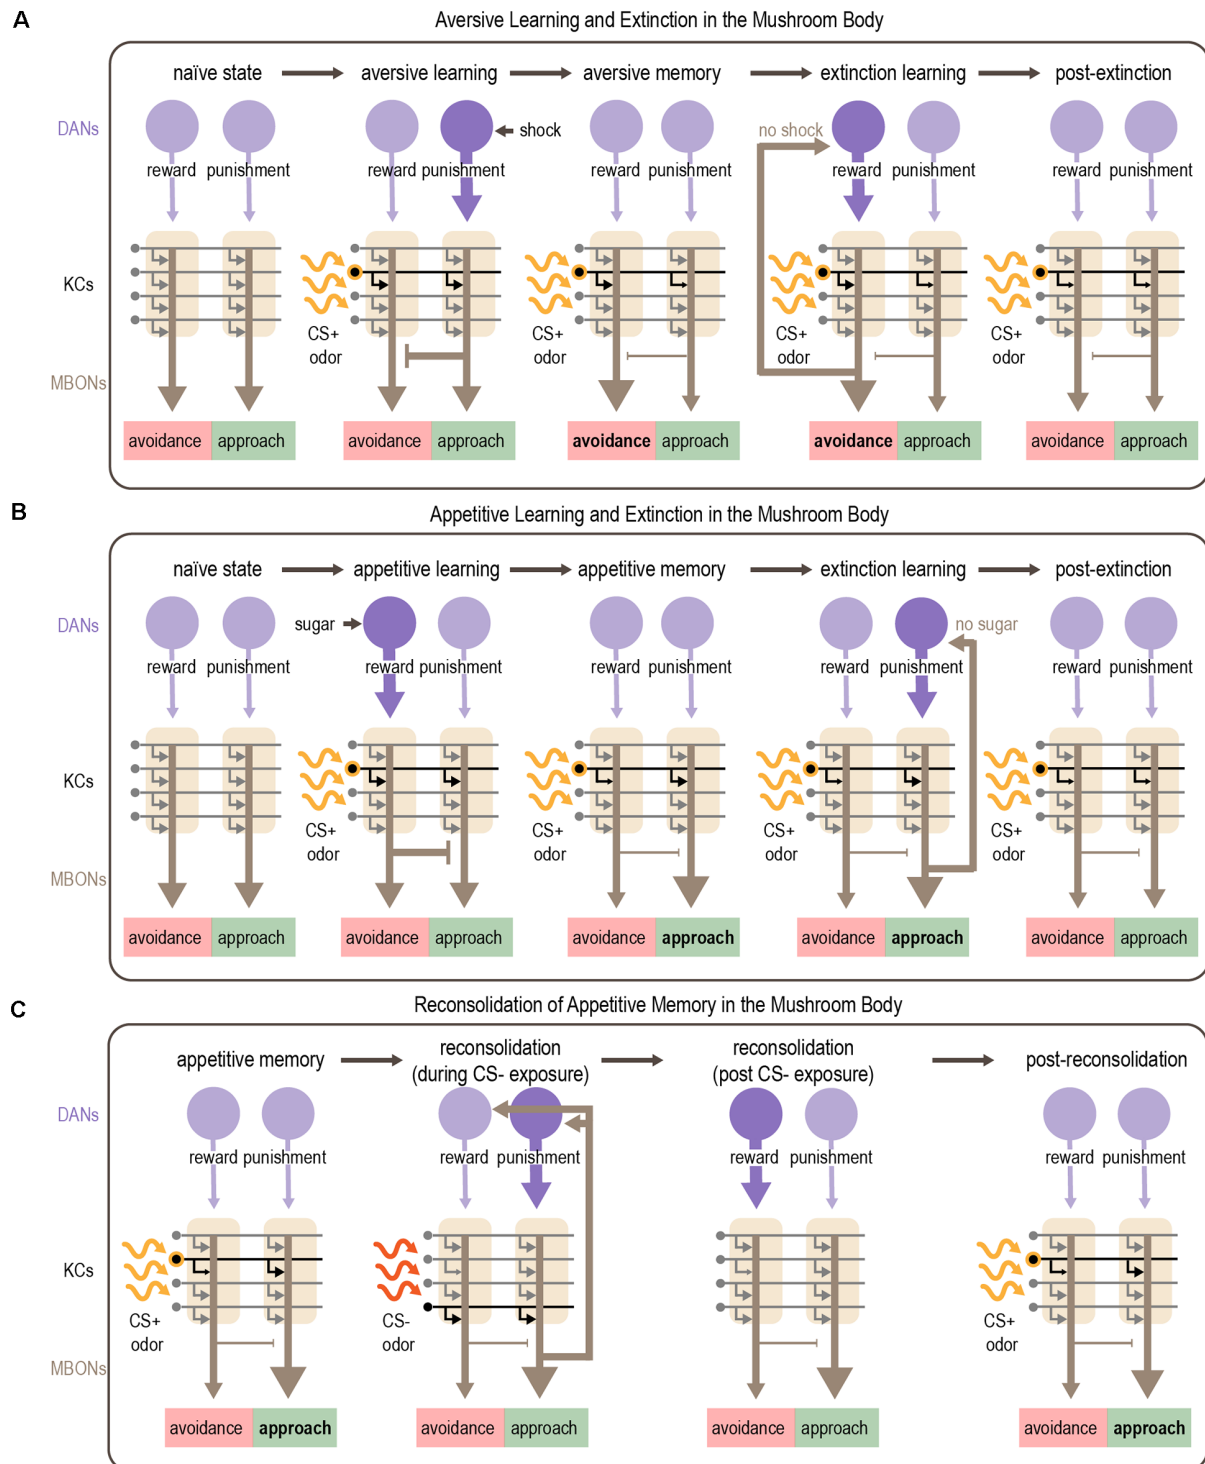 A
Aversive Learning and Extinction in the Mushroom Body
naïve state
aversive learning
aversive memory
extinction learning
post-extinction
DANs
shock
no shock
reward punishment
reward punishment
reward punishment
reward punishment
reward punishment
KCs
CS+
odor
CS+
odor
CS+
odor
CS+
odor
MBONs
avoidance approach
avoidance approach
avoidance approach
avoidance approach
avoidance approach
B
Appetitive Learning and Extinction in the Mushroom Body
naïve state
appetitive learning
appetitive memory
extinction learning
post-extinction
DANs
sugar
no sugar
reward punishment
reward punishment
reward punishment
reward punishment
reward punishment
KCs
CS+
odor
CS+
odor
CS+
odor
CS+
odor
MBONs
avoidance approach
avoidance approach
avoidance approach
avoidance approach
avoidance approach
C
Reconsolidation of Appetitive Memory in the Mushroom Body
appetitive memory
reconsolidation
(during CS- exposure)
reconsolidation
(post CS- exposure)
post-reconsolidation
DANs
reward punishment
reward punishment
reward punishment
reward punishment
KCs
CS+
odor
CS-
odor
CS+
odor
MBONs
avoidance approach
avoidance approach
avoidance approach
avoidance approach